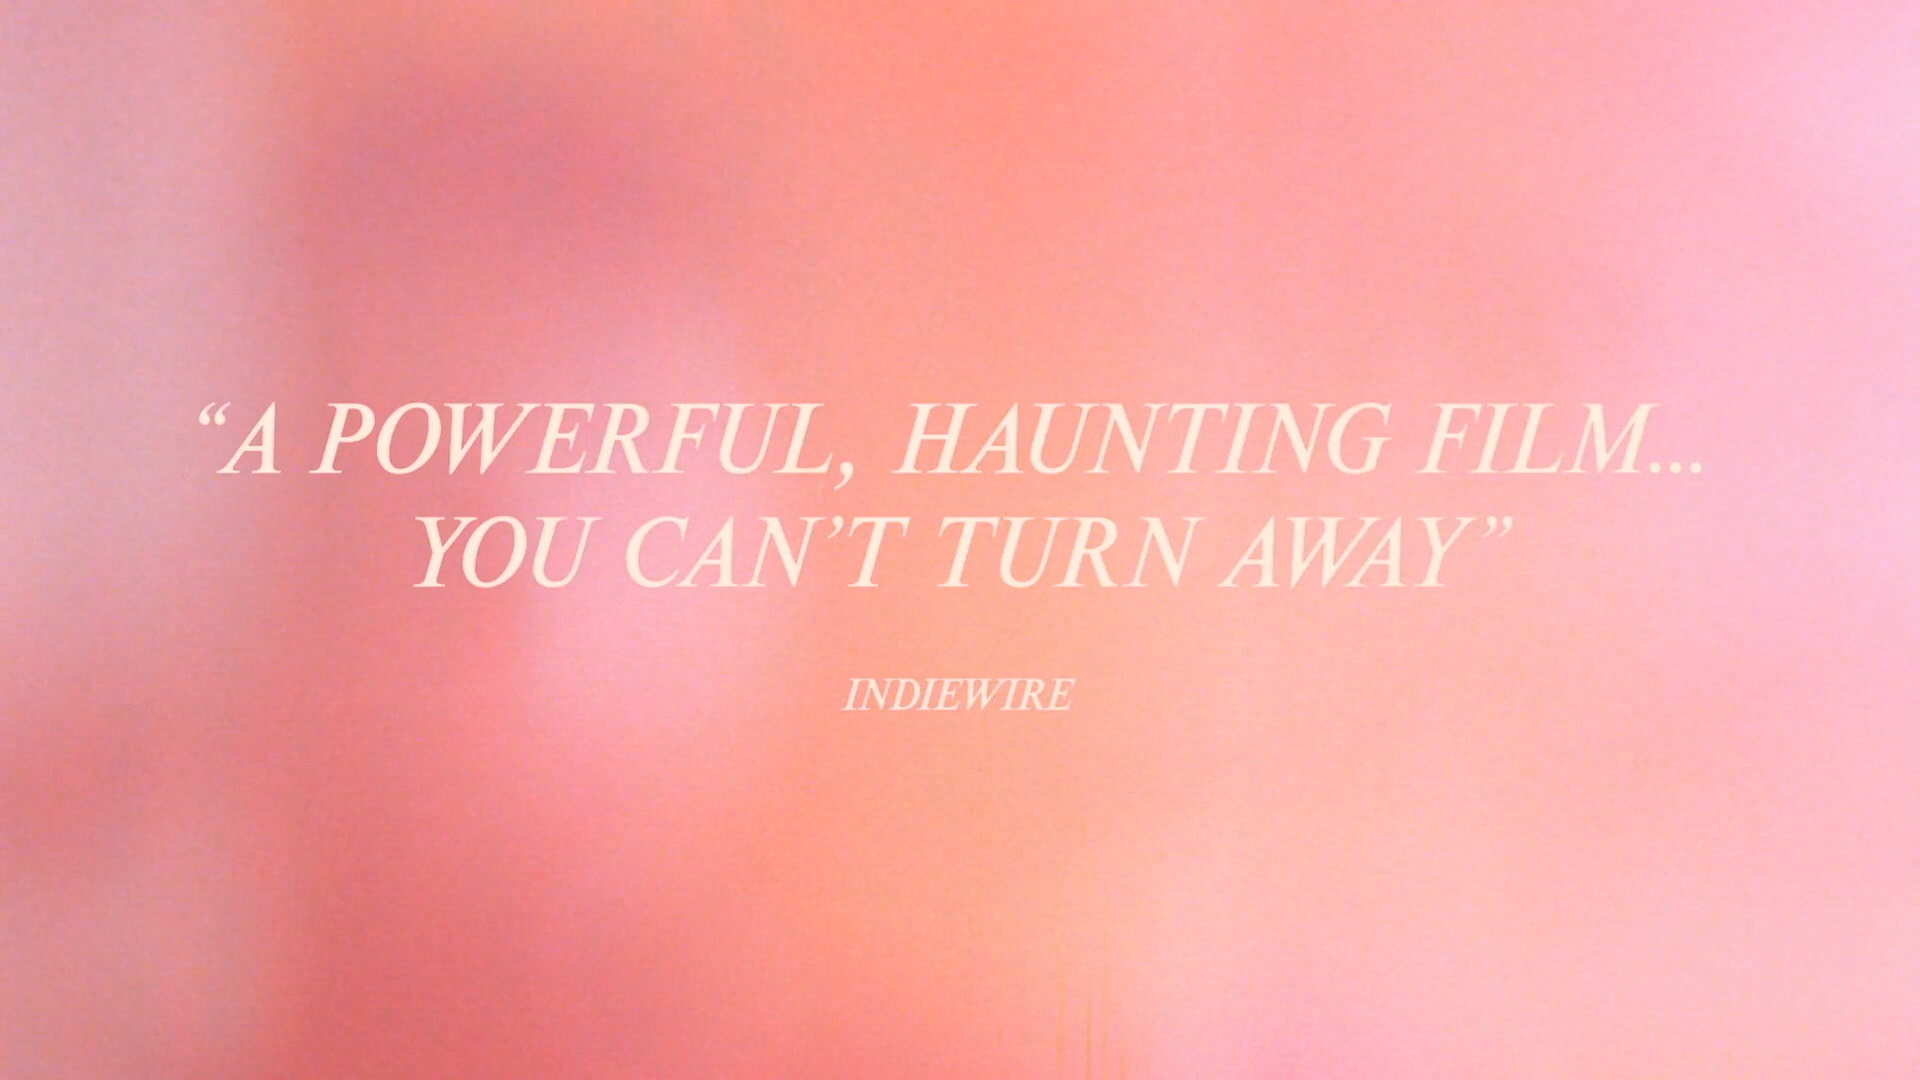 “A POWERFUL, HAUNTING FILM...
YOU CAN’T TURN AWAY”
INDIEWIRE